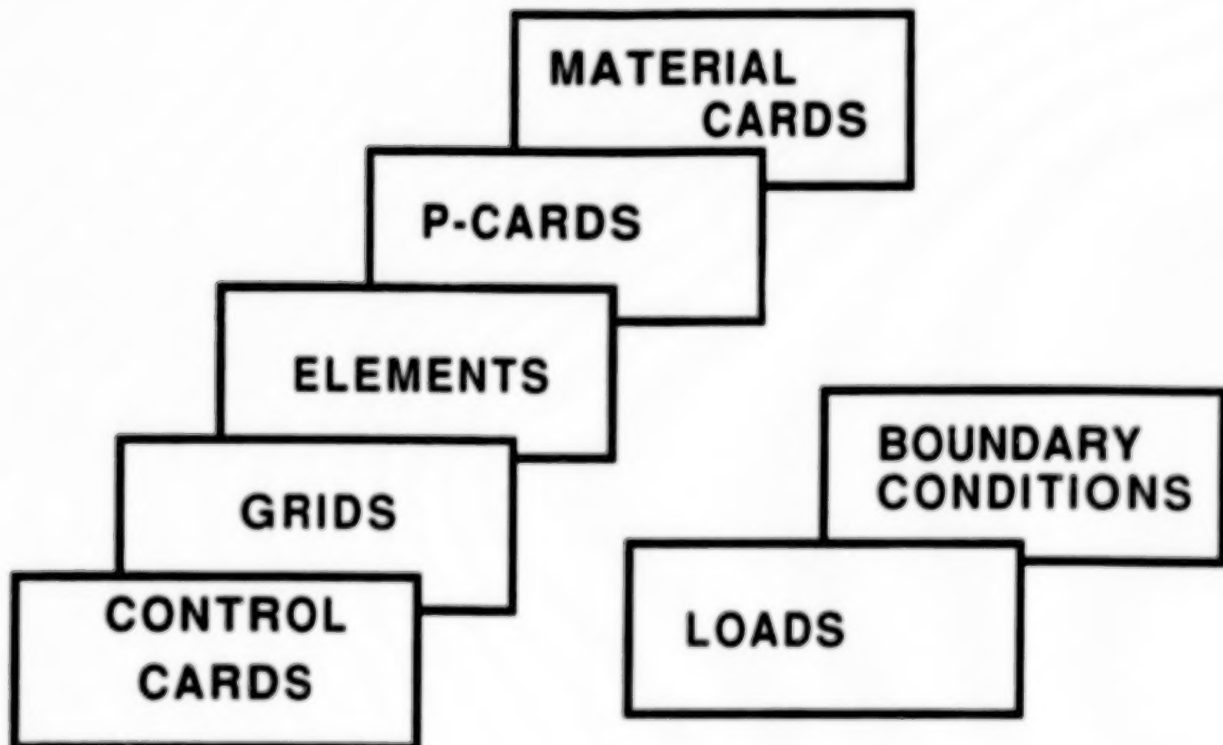 MATERIAL
CARDS
P-CARDS
ELEMENTS
GRIDS
CONTROL
CARDS
BOUNDARY
CONDITIONS
LOADS